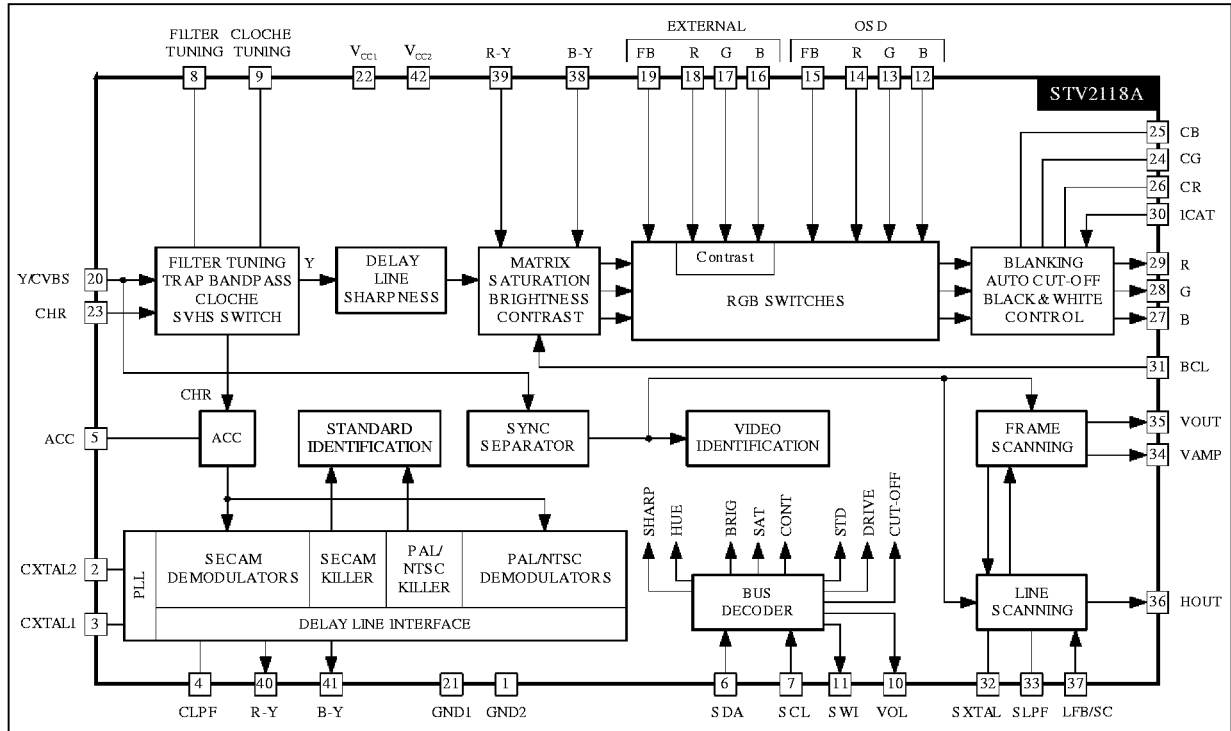 FILTER TUNING
CLOCHE TUNING
VCC1
VCC2
R-Y
B-Y
EXTERNAL
FB R G B
OSD
FB R G B
8 9 22 42 39 38 19 18 17 16 15 14 13 12
STV2118A
25 CB
24 CG
26 CR
30 ICAT
29 R
28 G
27 B
31 BCL
Y/CVBS 20
CHR 23
FILTER TUNING
TRAP BANDPASS
CLOCHE
SVHS SWITCH
Y
DELAY
LINE
SHARPNESS
MATRIX
SATURATION
BRIGHTNESS
CONTRAST
Contrast
RGB SWITCHES
BLANKING
AUTO CUT-OFF
BLACK & WHITE
CONTROL
CHR
ACC 5
ACC
STANDARD
IDENTIFICATION
SYNC
SEPARATOR
VIDEO
IDENTIFICATION
FRAME
SCANNING
35 VOUT
34 VAMP
SHARP
HUE
BRIG
SAT
CONT
STD
DRIVE
CUT-OFF
CXTAL2 2
CXTAL1 3
PLL
SECAM
DEMODULATORS
SECAM
KILLER
PAL/
NTSC
KILLER
PAL/NTSC
DEMODULATORS
DELAY LINE INTERFACE
BUS
DECODER
LINE
SCANNING
36 HOUT
4 40 41 21 1 6 7 11 10 32 33 37
CLPF R-Y B-Y GND1 GND2 SDA SCL SWI VOL SXTAL SLPF LFB/SC